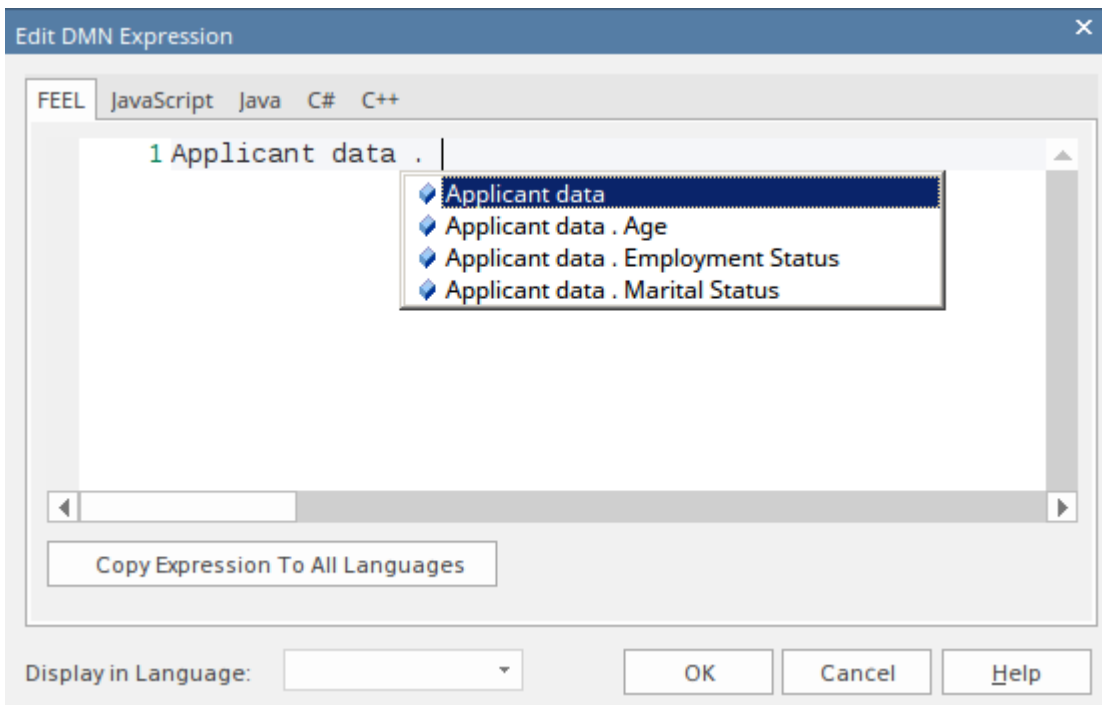 Edit DMN Expression
FEEL JavaScript Java C# C++
1 Applicant data .
Applicant data
Applicant data . Age
Applicant data . Employment Status
Applicant data . Marital Status
Copy Expression To All Languages
Display in Language: OK Cancel Help